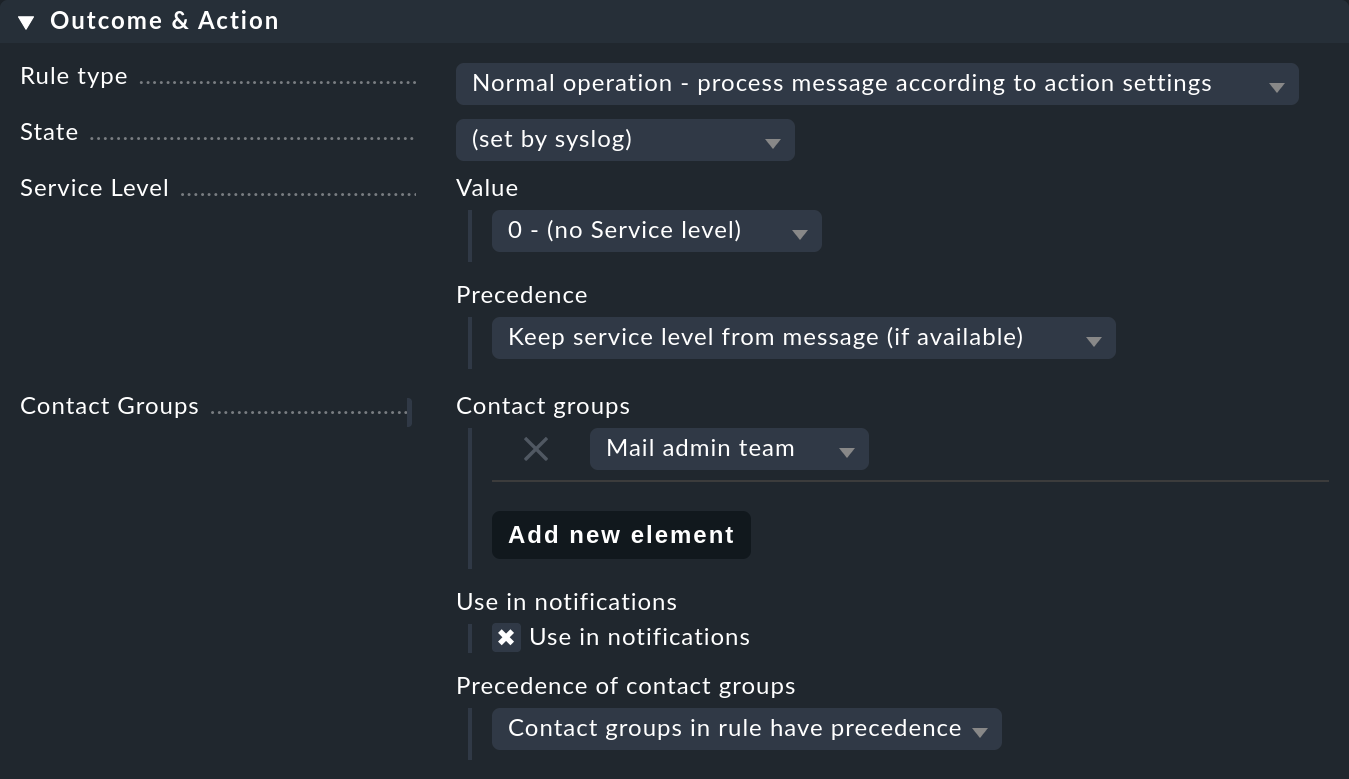 Outcome & Action
Rule type
Normal operation - process message according to action settings
State
(set by syslog)
Service Level
Value
0 - (no Service level)
Precedence
Keep service level from message (if available)
Contact Groups
Contact groups
Mail admin team
Add new element
Use in notifications
Use in notifications
Precedence of contact groups
Contact groups in rule have precedence